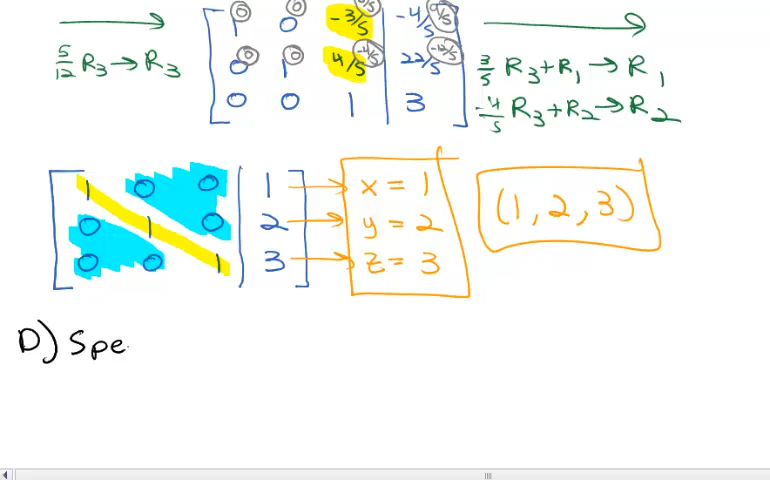 1 0 -3/5 -4/5
5/12 R3 → R3 0 1 4/5 22/5 3/5 R3 + R1 → R1
0 0 1 3 -4/5 R3 + R2 → R2
1 0 0 1 → x = 1 (1, 2, 3)
0 1 0 2 → y = 2
0 0 1 3 → z = 3
D) Spe